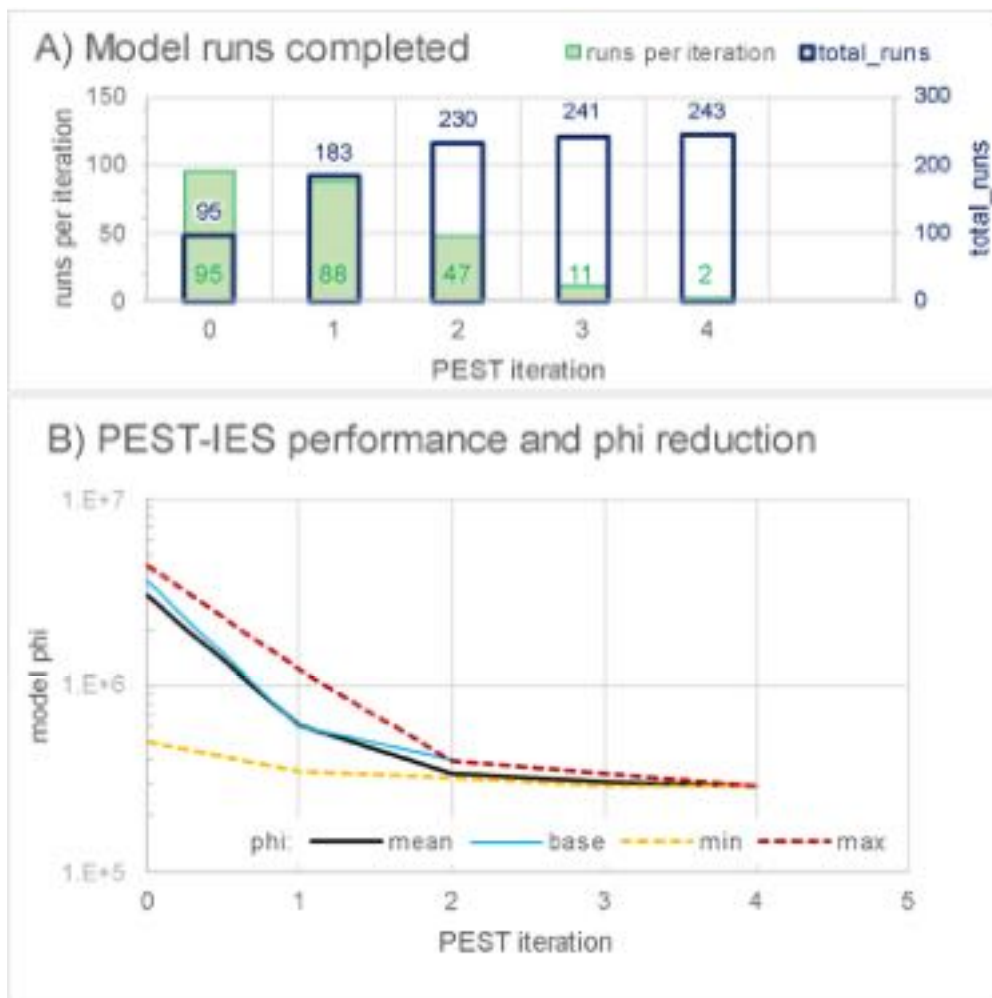 A) Model runs completed
runs per iteration total_runs
150 300
100 200
50 100
0 0
runs per iteration
total_runs
95 183 230 241 243
95 88 47 11 2
0 1 2 3 4
PEST iteration
B) PEST-IES performance and phi reduction
1.E+7
1.E+6
1.E+5
model phi
phi: mean base min max
0 1 2 3 4 5
PEST iteration